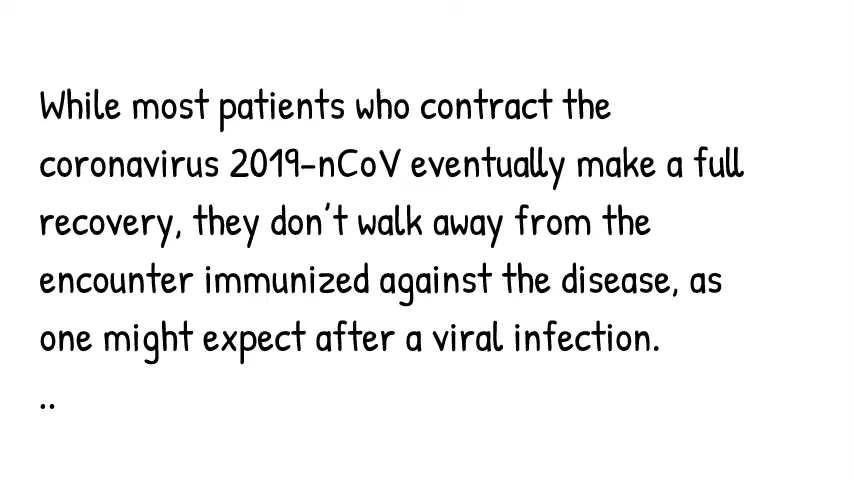 While most patients who contract the
coronavirus 2019-nCoV eventually make a full
recovery, they don't walk away from the
encounter immunized against the disease, as
one might expect after a viral infection.
..